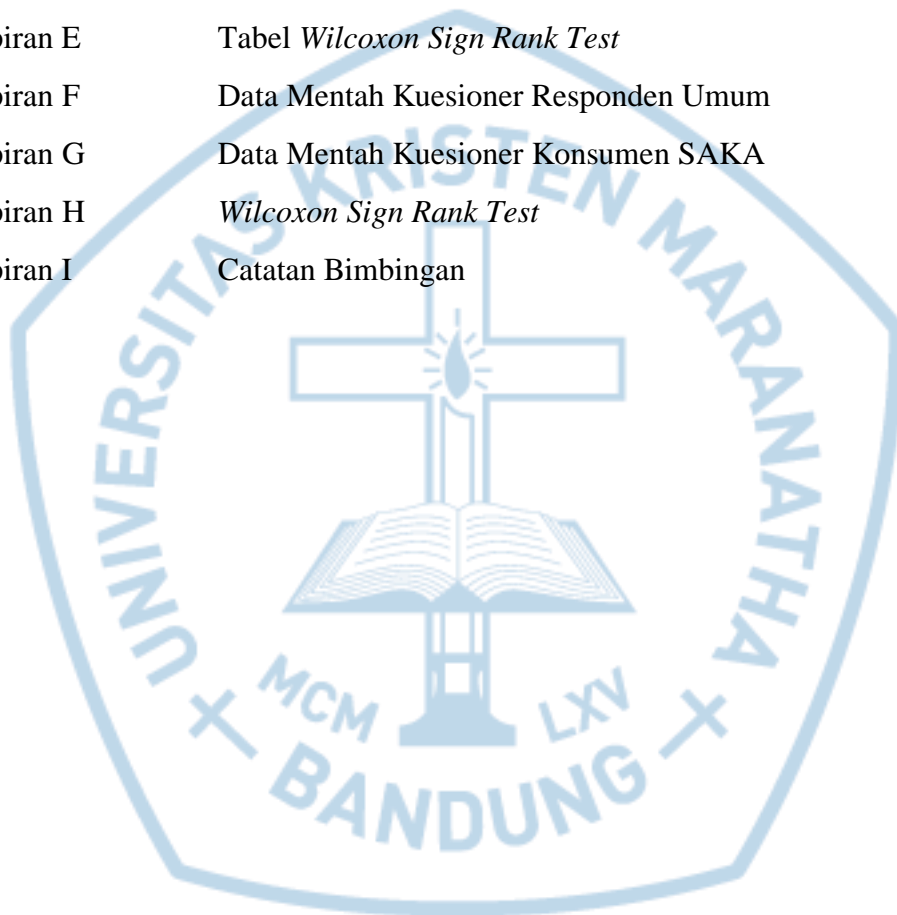 piran E Tabel Wilcoxon Sign Rank Test
piran F Data Mentah Kuesioner Responden Umum
piran G Data Mentah Kuesioner Konsumen SAKA
piran H Wilcoxon Sign Rank Test
piran I Catatan Bimbingan
UNIVERSITAS KRISTEN MARANATHA
MCM LXV
BANDUNG